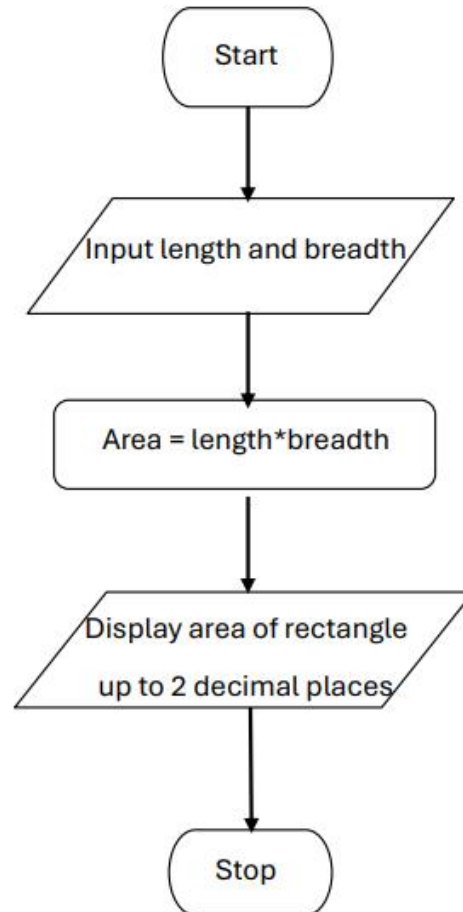 Start
Input length and breadth
Area = length*breadth
Display area of rectangle
up to 2 decimal places
Stop